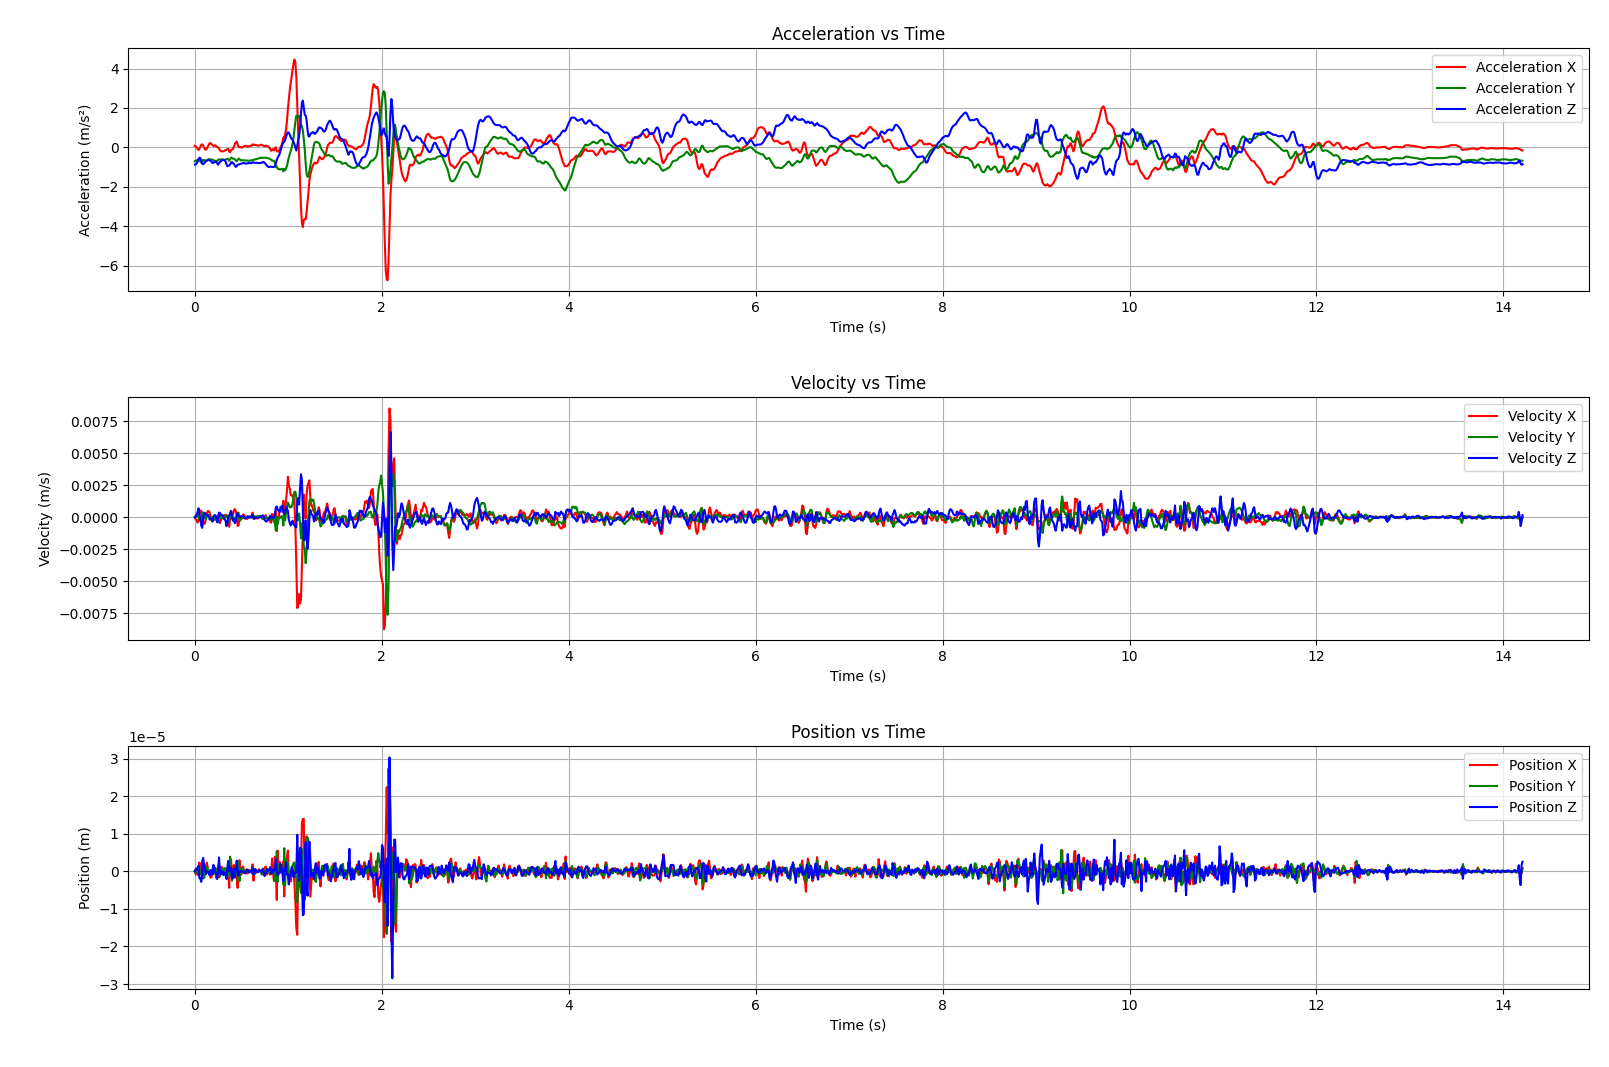 Acceleration vs Time
Acceleration (m/s²)
4
2
0
−2
−4
−6
Acceleration X
Acceleration Y
Acceleration Z
0 2 4 6 8 10 12 14
Time (s)
Velocity vs Time
Velocity (m/s)
0.0075
0.0050
0.0025
0.0000
−0.0025
−0.0050
−0.0075
Velocity X
Velocity Y
Velocity Z
0 2 4 6 8 10 12 14
Time (s)
Position vs Time
1e−5
Position (m)
3
2
1
0
−1
−2
−3
Position X
Position Y
Position Z
0 2 4 6 8 10 12 14
Time (s)